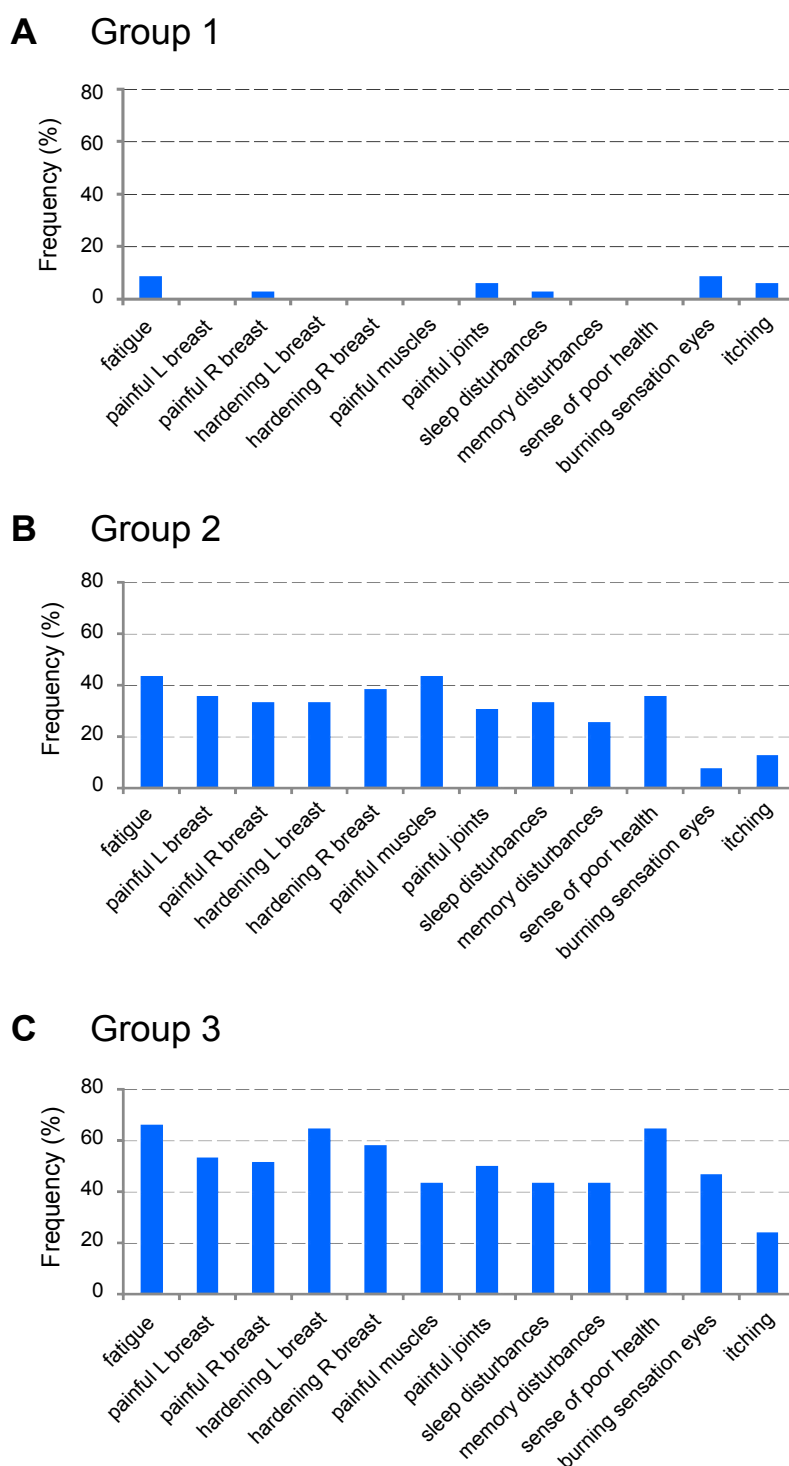 A Group 1
Frequency (%)
80
60
40
20
0
fatigue
painful L breast
painful R breast
hardening L breast
hardening R breast
painful muscles
painful joints
sleep disturbances
memory disturbances
sense of poor health
burning sensation eyes
itching
B Group 2
Frequency (%)
80
60
40
20
0
fatigue
painful L breast
painful R breast
hardening L breast
hardening R breast
painful muscles
painful joints
sleep disturbances
memory disturbances
sense of poor health
burning sensation eyes
itching
C Group 3
Frequency (%)
80
60
40
20
0
fatigue
painful L breast
painful R breast
hardening L breast
hardening R breast
painful muscles
painful joints
sleep disturbances
memory disturbances
sense of poor health
burning sensation eyes
itching